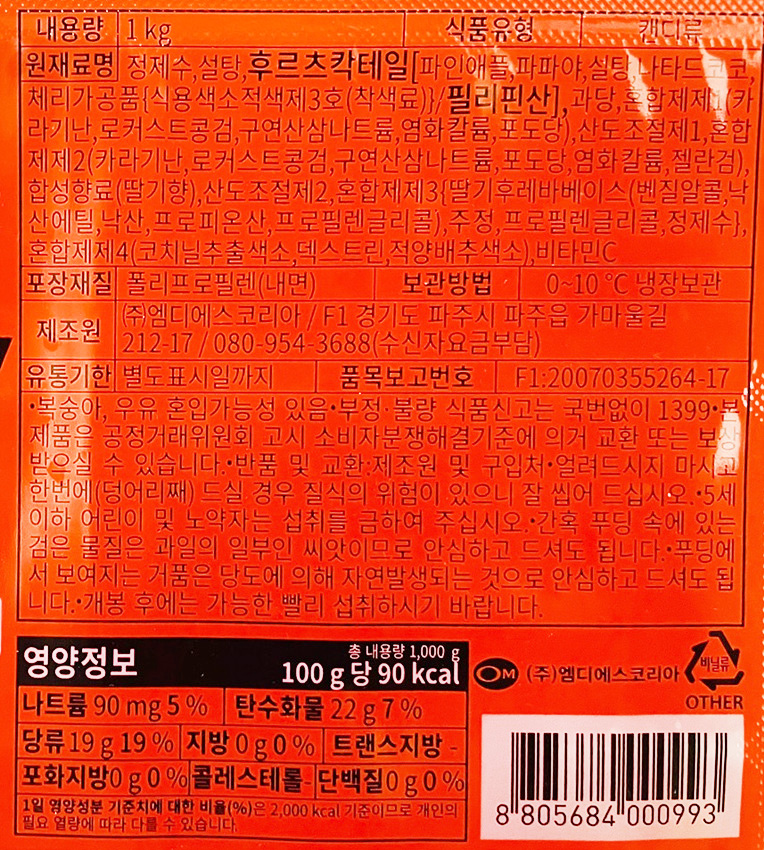 내용량 1 kg 식품유형 캔디류
원재료명 정제수,설탕,후르츠칵테일[파인애플,파파야,설탕,나타드코코,
체리가공품{식용색소적색제3호(착색료)}/필리핀산],과당,혼합제제1(카
라기난,로커스트콩검,구연산삼나트륨,염화칼륨,포도당),산도조절제1,혼합
제제2(카라기난,로커스트콩검,구연산삼나트륨,포도당,염화칼륨,젤란검),
합성향료(딸기향),산도조절제2,혼합제제3{딸기후레바베이스(벤질알콜,낙
산에틸,낙산,프로피온산,프로필렌글리콜),주정,프로필렌글리콜,정제수},
혼합제제4(코치닐추출색소,덱스트린,적양배추색소),비타민C
포장재질 폴리프로필렌(내면) 보관방법 0~10 ℃ 냉장보관
제조원 ㈜엠디에스코리아 / F1 경기도 파주시 파주읍 가마울길
212-17 / 080-954-3688(수신자요금부담)
유통기한 별도표시일까지 품목보고번호 F1:20070355264-17
•복숭아, 우유 혼입가능성 있음•부정·불량 식품신고는 국번없이 1399•본
제품은 공정거래위원회 고시 소비자분쟁해결기준에 의거 교환 또는 보상
받으실 수 있습니다.•반품 및 교환:제조원 및 구입처•얼려드시지 마시고
한번에(덩어리째) 드실 경우 질식의 위험이 있으니 잘 씹어 드십시오.•5세
이하 어린이 및 노약자는 섭취를 금하여 주십시오.•간혹 푸딩 속에 있는
검은 물질은 과일의 일부인 씨앗이므로 안심하고 드셔도 됩니다.•푸딩에
서 보여지는 거품은 당도에 의해 자연발생되는 것으로 안심하고 드셔도 됩
니다.•개봉 후에는 가능한 빨리 섭취하시기 바랍니다.
영양정보 총 내용량 1,000 g
100 g 당 90 kcal
나트륨 90 mg 5 % 탄수화물 22 g 7 %
당류 19 g 19 % 지방 0 g 0 % 트랜스지방 -
포화지방 0 g 0 % 콜레스테롤 - 단백질 0 g 0 %
1일 영양성분 기준치에 대한 비율(%)은 2,000 kcal 기준이므로 개인의
필요 열량에 따라 다를 수 있습니다.
OM (주)엠디에스코리아
비닐류
OTHER
8 805684 000993